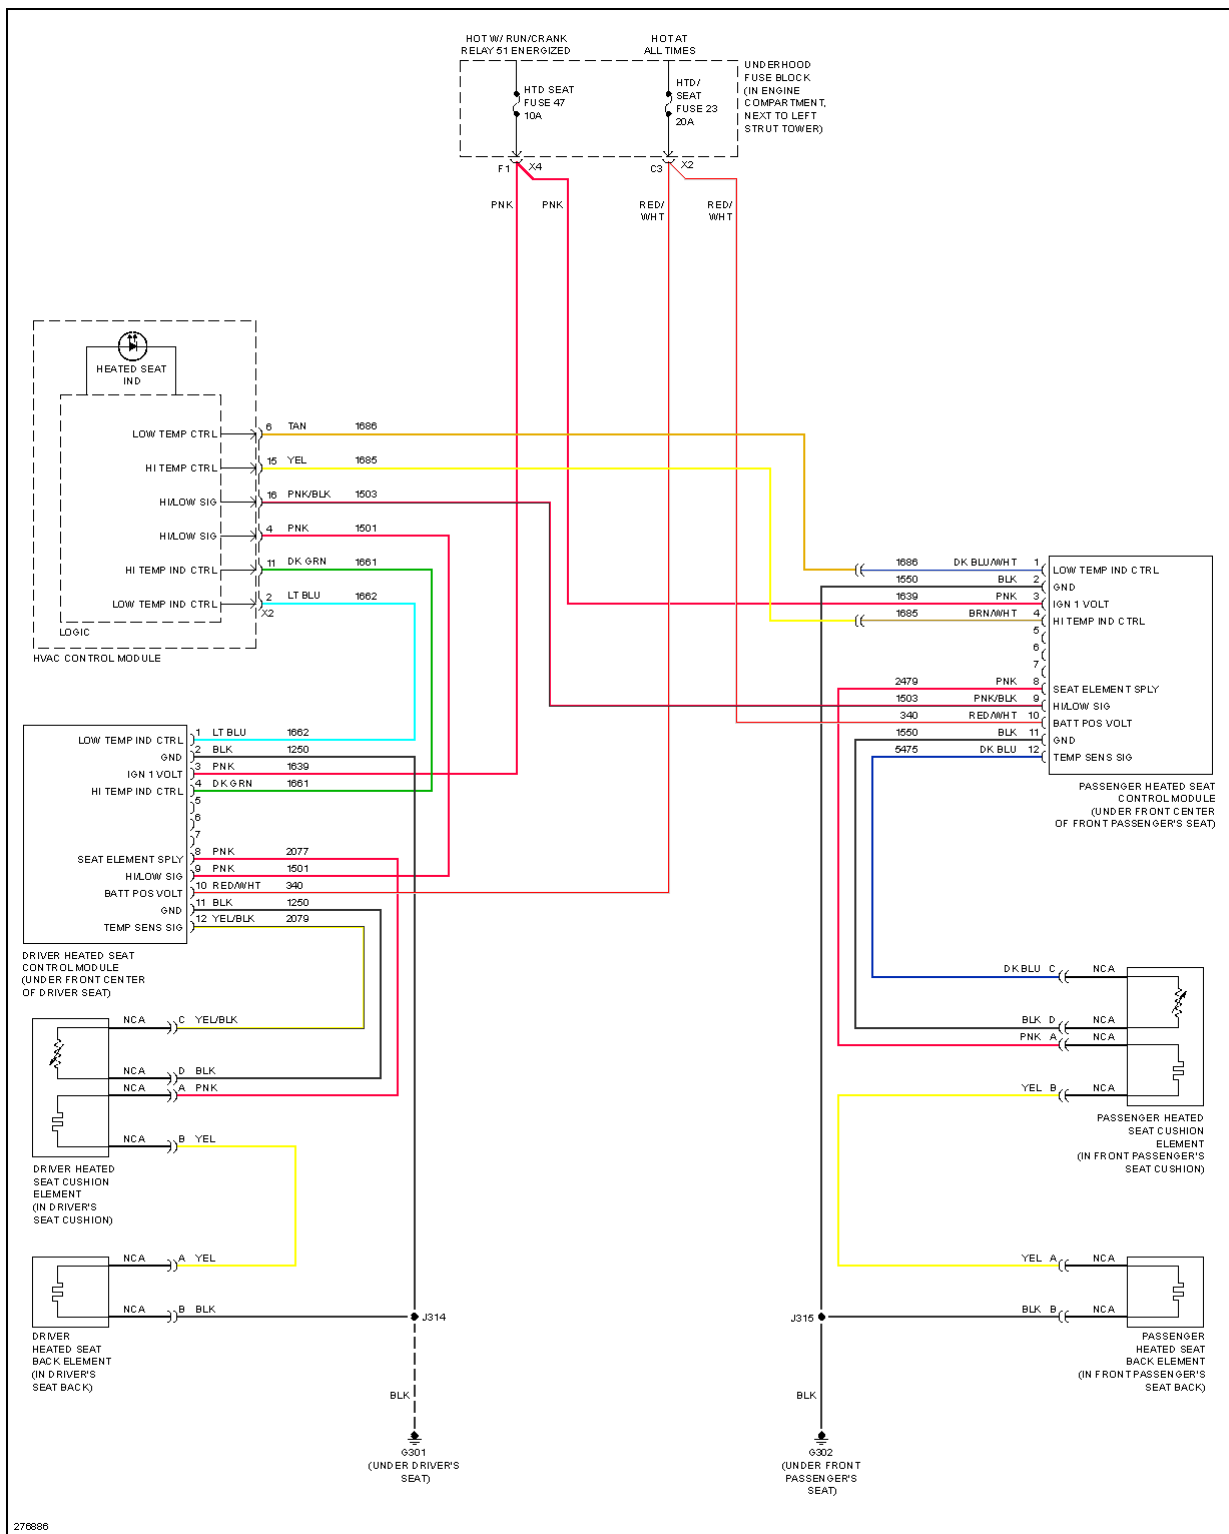 HOT W/ RUN/CRANK
RELAY 51 ENERGIZED
HOT AT
ALL TIMES
HTD SEAT
FUSE 47
10A
HTD/
SEAT
FUSE 23
20A
UNDERHOOD
FUSE BLOCK
(IN ENGINE
COMPARTMENT,
NEXT TO LEFT
STRUT TOWER)
F1 X4
C3 X2
PNK
PNK
RED/
WHT
RED/
WHT
HEATED SEAT
IND
LOW TEMP CTRL 6 TAN 1686
HI TEMP CTRL 15 YEL 1685
HI/LOW SIG 16 PNK/BLK 1503
HI/LOW SIG 4 PNK 1501
HI TEMP IND CTRL 11 DK GRN 1661
LOW TEMP IND CTRL 2 LT BLU 1662
X2
LOGIC
HVAC CONTROL MODULE
1686 DK BLU/WHT 1 LOW TEMP IND CTRL
1550 BLK 2 GND
1639 PNK 3 IGN 1 VOLT
1685 BRN/WHT 4 HI TEMP IND CTRL
5
6
7
2479 PNK 8 SEAT ELEMENT SPLY
1503 PNK/BLK 9 HI/LOW SIG
340 RED/WHT 10 BATT POS VOLT
1550 BLK 11 GND
5475 DK BLU 12 TEMP SENS SIG
PASSENGER HEATED SEAT
CONTROL MODULE
(UNDER FRONT CENTER
OF FRONT PASSENGER'S SEAT)
LOW TEMP IND CTRL 1 LT BLU 1662
GND 2 BLK 1250
IGN 1 VOLT 3 PNK 1639
HI TEMP IND CTRL 4 DK GRN 1661
5
6
7
SEAT ELEMENT SPLY 8 PNK 2077
HI/LOW SIG 9 PNK 1501
BATT POS VOLT 10 RED/WHT 340
GND 11 BLK 1250
TEMP SENS SIG 12 YEL/BLK 2079
DRIVER HEATED SEAT
CONTROL MODULE
(UNDER FRONT CENTER
OF DRIVER SEAT)
NCA C YEL/BLK
NCA D BLK
NCA A PNK
NCA B YEL
DRIVER HEATED
SEAT CUSHION
ELEMENT
(IN DRIVER'S
SEAT CUSHION)
DK BLU C NCA
BLK D NCA
PNK A NCA
YEL B NCA
PASSENGER HEATED
SEAT CUSHION
ELEMENT
(IN FRONT PASSENGER'S
SEAT CUSHION)
NCA A YEL
NCA B BLK
DRIVER
HEATED SEAT
BACK ELEMENT
(IN DRIVER'S
SEAT BACK)
J314
BLK
G301
(UNDER DRIVER'S
SEAT)
J315
BLK
G302
(UNDER FRONT
PASSENGER'S
SEAT)
YEL A NCA
BLK B NCA
PASSENGER
HEATED SEAT
BACK ELEMENT
(IN FRONT PASSENGER'S
SEAT BACK)
276886